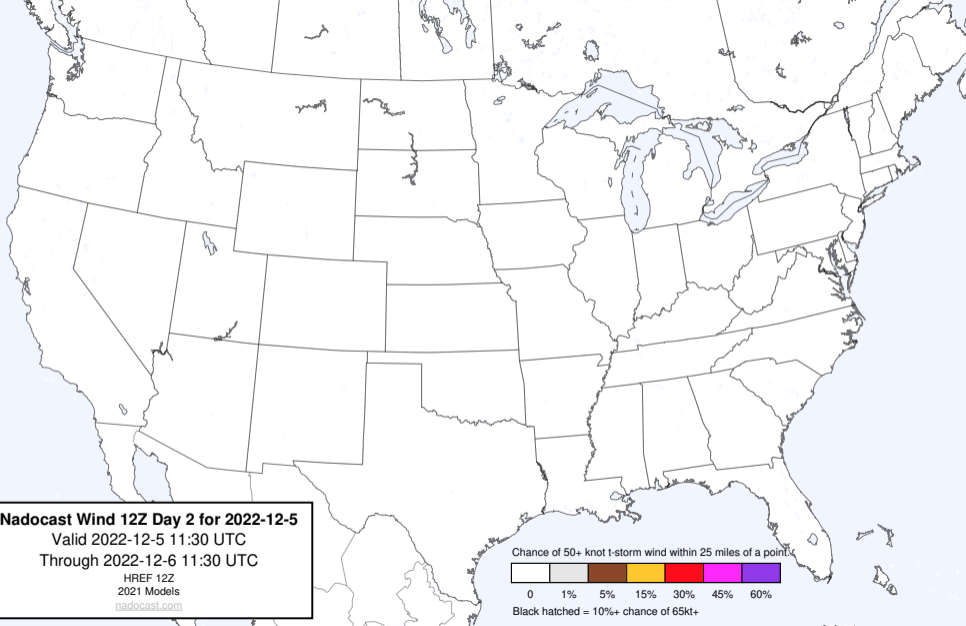 Nadocast Wind 12Z Day 2 for 2022-12-5
Valid 2022-12-5 11:30 UTC
Through 2022-12-6 11:30 UTC
HREF 12Z
2021 Models
nadocast.com
Chance of 50+ knot t-storm wind within 25 miles of a point.
0 1% 5% 15% 30% 45% 60%
Black hatched = 10%+ chance of 65kt+